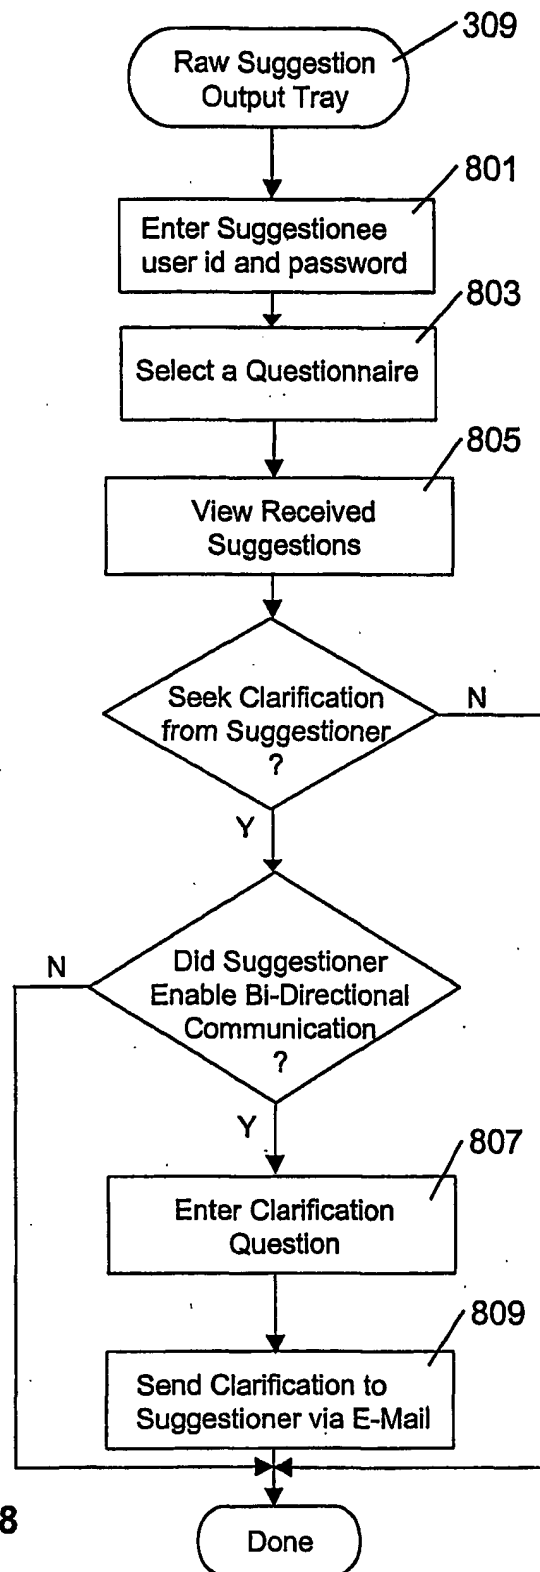 309
Raw Suggestion
Output Tray
801
Enter Suggestionee
user id and password
803
Select a Questionnaire
805
View Received
Suggestions
Seek Clarification
from Suggestioner
?
N
Y
Did Suggestioner
Enable Bi-Directional
Communication
?
N
Y
807
Enter Clarification
Question
809
Send Clarification to
Suggestioner via E-Mail
8
Done